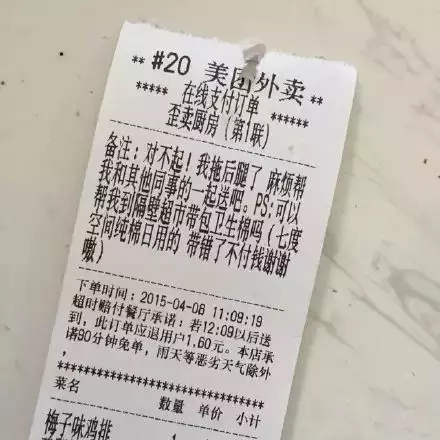 ** #20 美团外卖 **
***** 在线支付订单 ******
歪卖厨房(第1联)
备注:对不起!我拖后腿了 麻烦帮
我和其他同事的一起送吧。PS:可以
帮我到隔壁超市带包卫生棉吗(七度
空间纯棉日用的 带错了不付钱谢谢
嗽)
下单时间:2015-04-06 11:09:19
超时赔付餐厅承诺:若12:09以后送
到,此订单应退用户1.60元。本店承
诺90分钟免单,雨天等恶劣天气除外
,
******************************
菜名
数量 单价 小计
梅子味鸡排